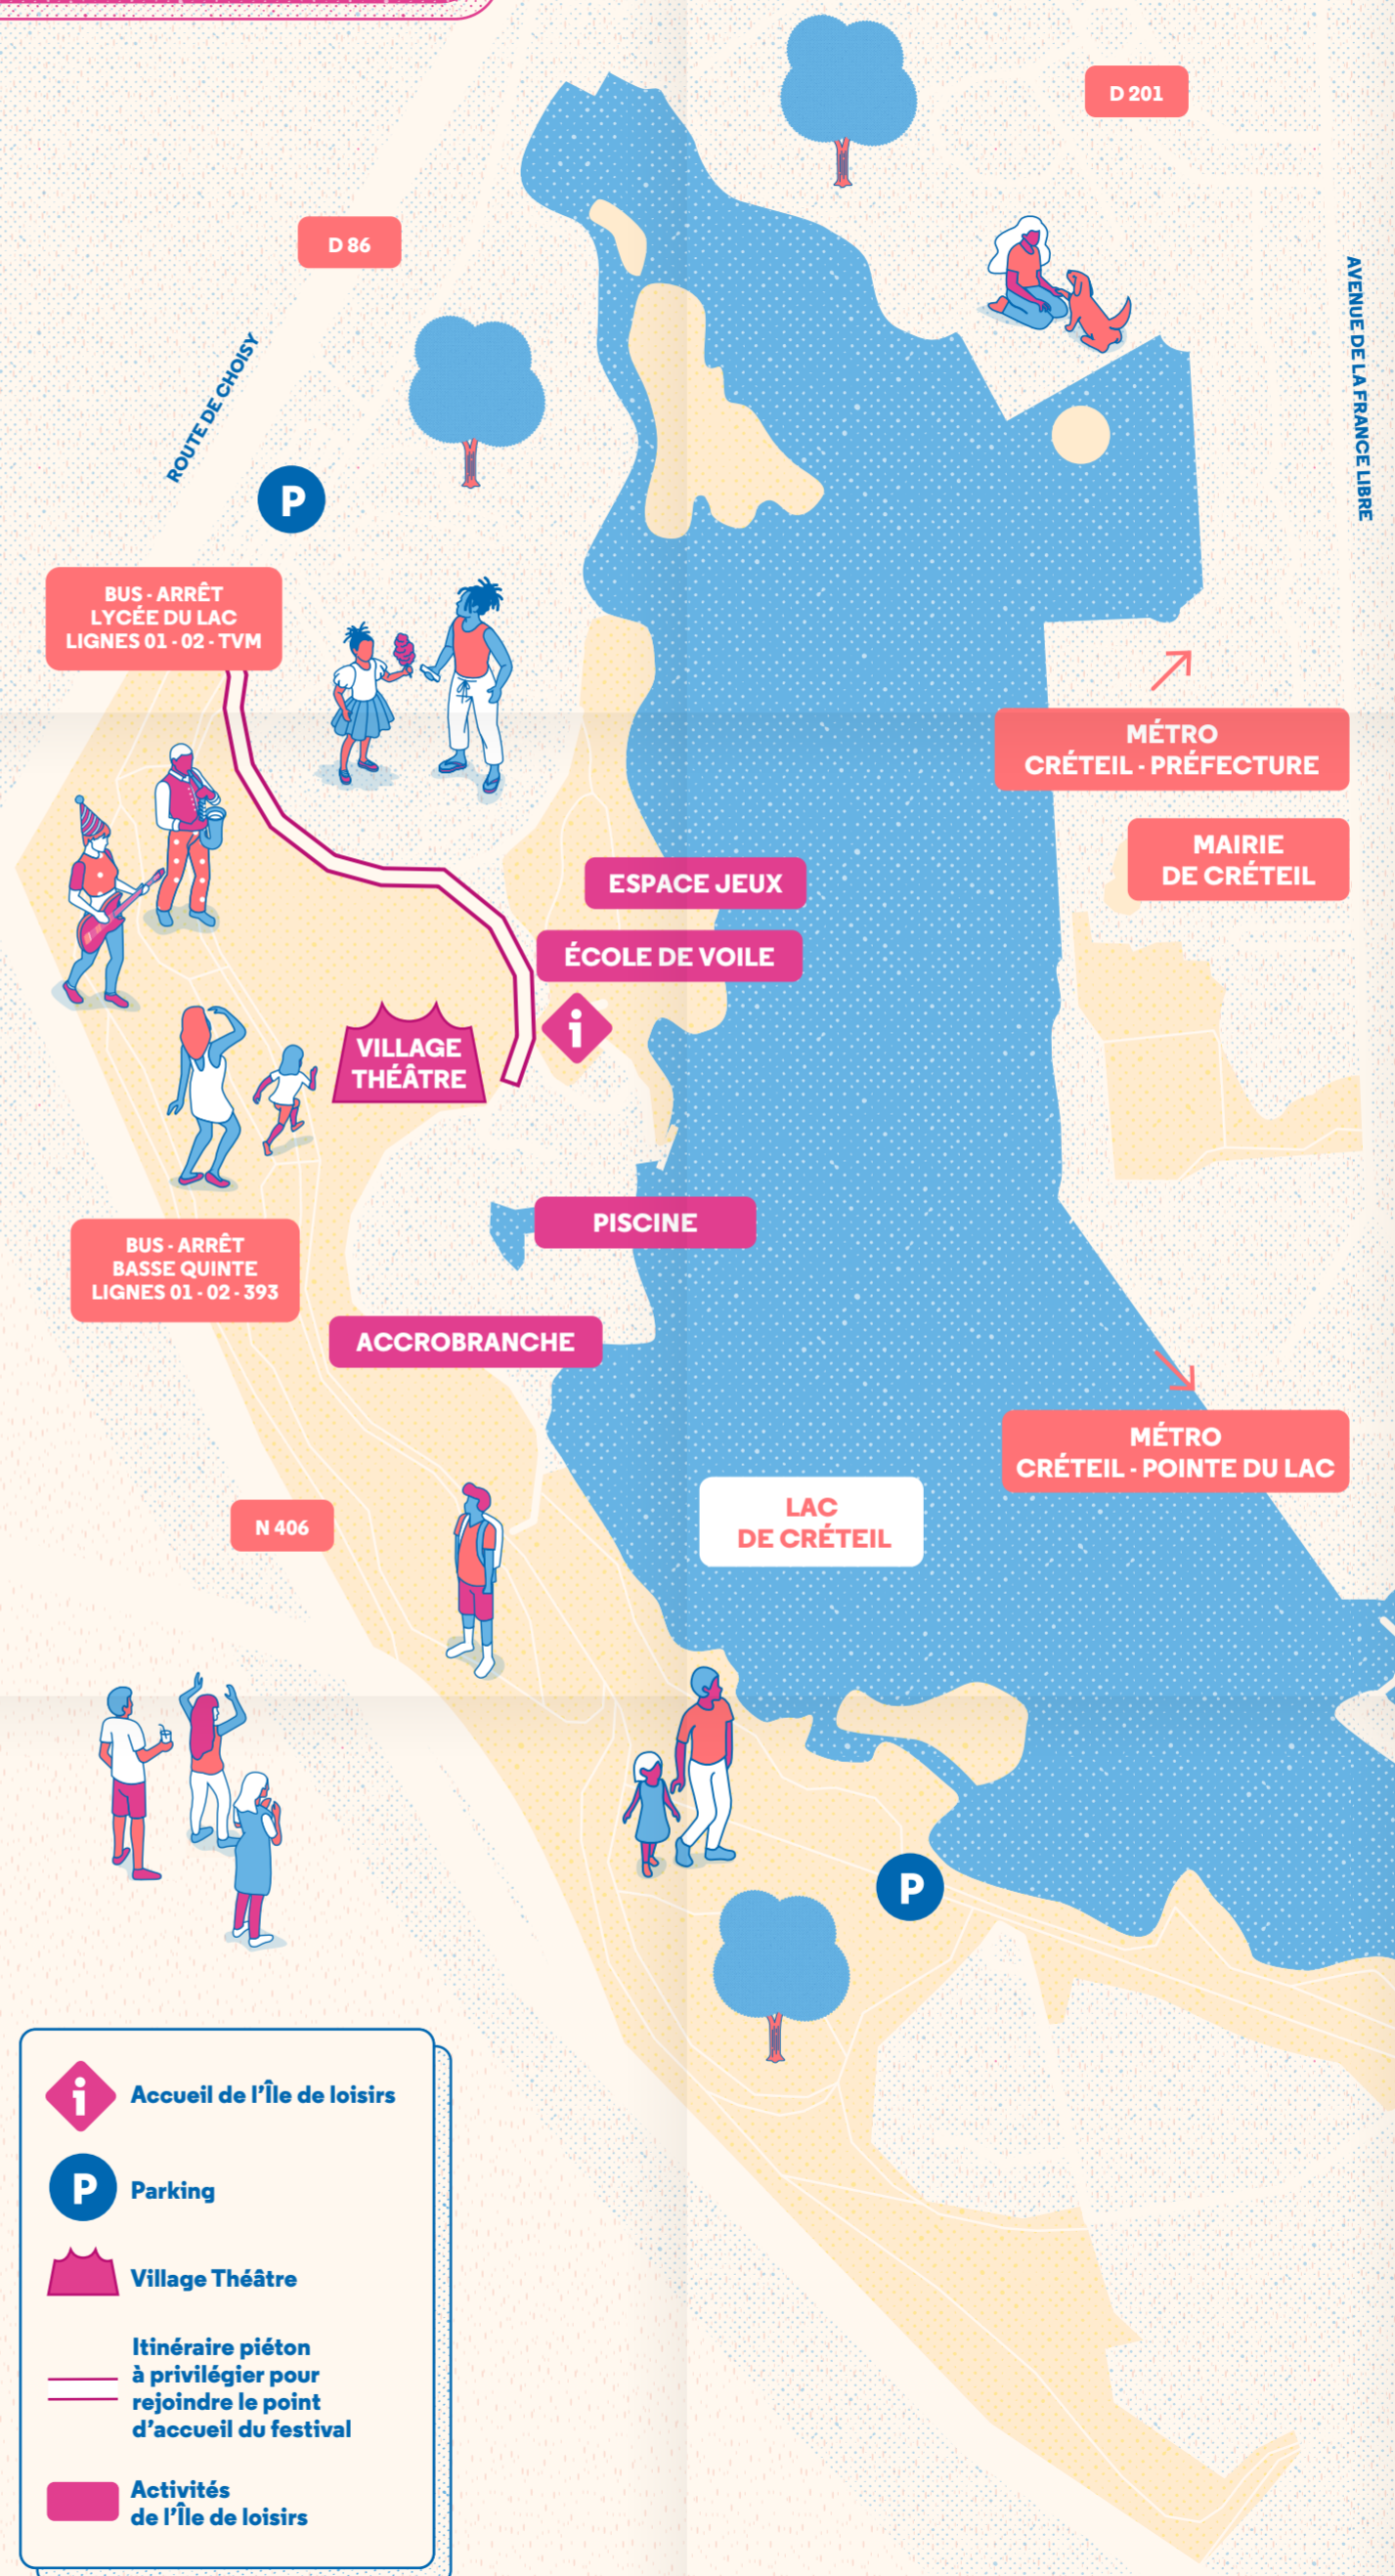 D 201
D 86
AVENUE DE LA FRANCE LIBRE
ROUTE DE CHOISY
P
BUS - ARRÊT
LYCÉE DU LAC
LIGNES 01 - 02 - TVM
MÉTRO
CRÉTEIL - PRÉFECTURE
MAIRIE
DE CRÉTEIL
ESPACE JEUX
ÉCOLE DE VOILE
i
VILLAGE
THÉÂTRE
PISCINE
BUS - ARRÊT
BASSE QUINTE
LIGNES 01 - 02 - 393
ACCROBRANCHE
MÉTRO
CRÉTEIL - POINTE DU LAC
LAC
DE CRÉTEIL
N 406
P
i
Accueil de l'Île de loisirs
P
Parking
Village Théâtre
Itinéraire piéton
à privilégier pour
rejoindre le point
d'accueil du festival
Activités
de l'Île de loisirs